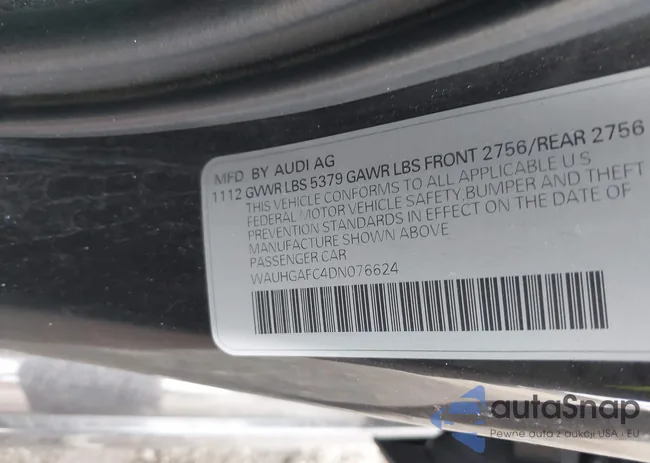 MFD BY AUDI AG
1112 GVWR LBS 5379 GAWR LBS FRONT 2756/REAR 2756
THIS VEHICLE CONFORMS TO ALL APPLICABLE U S
FEDERAL MOTOR VEHICLE SAFETY,BUMPER AND THEFT
PREVENTION STANDARDS IN EFFECT ON THE DATE OF
MANUFACTURE SHOWN ABOVE
PASSENGER CAR
WAUHGAFC4DN076624
autaSnap
Pewne auta z aukcji USA i EU